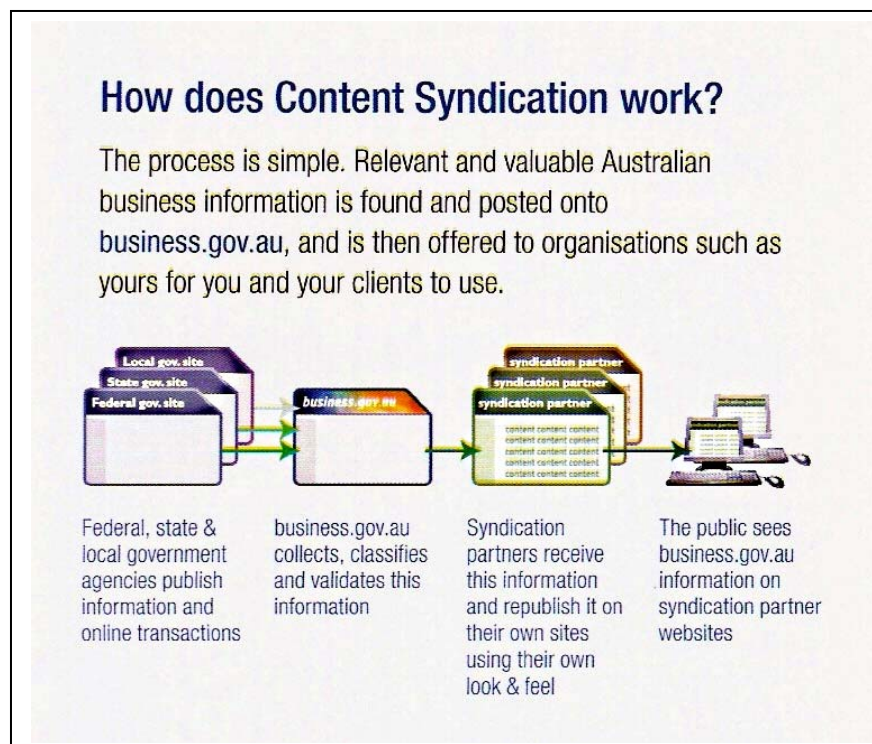 How does Content Syndication work?
The process is simple. Relevant and valuable Australian
business information is found and posted onto
business.gov.au, and is then offered to organisations such as
yours for you and your clients to use.
Local gov. site
State gov. site
Federal gov. site
business.gov.au
syndication partner
syndication partner
syndication partner
content content content
content content content
content content content
content content content
content content content
syndication partner
Federal, state &
local government
agencies publish
information and
online transactions
business.gov.au
collects, classifies
and validates this
information
Syndication
partners receive
this information
and republish it on
their own sites
using their own
look & feel
The public sees
business.gov.au
information on
syndication partner
websites